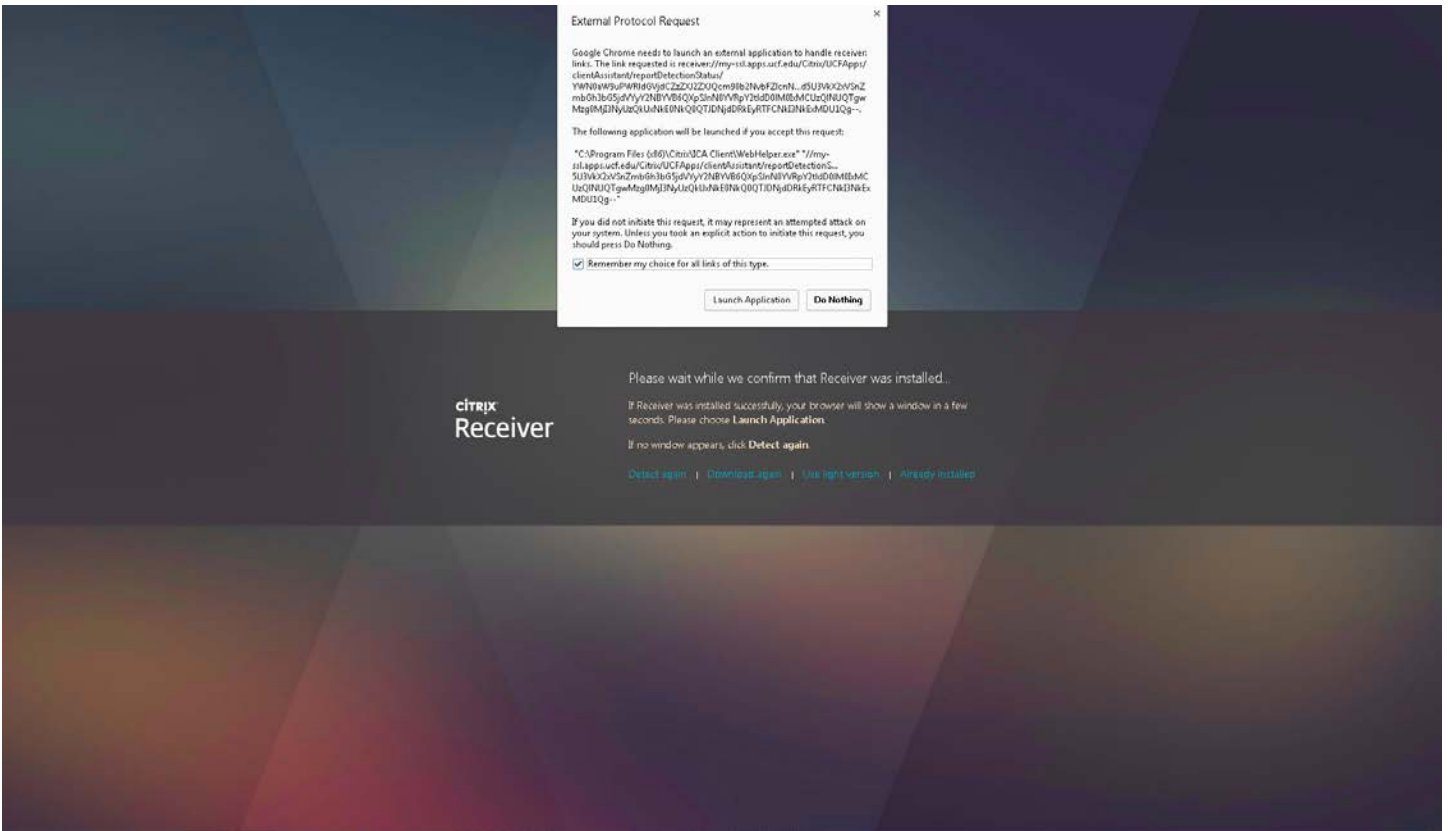 External Protocol Request
×
Google Chrome needs to launch an external application to handle receiver:
links. The link requested is receiver://my-ssl.apps.ucf.edu/Citrix/UCFApps/
clientAssistant/reportDetectionStatus/
The following application will be launched if you accept this request:
"C:\Program Files (x86)\Citrix\ICA Client\WebHelper.exe" "//my-
ssl.apps.ucf.edu/Citrix/UCFApps/clientAssistant/reportDetectionS...
If you did not initiate this request, it may represent an attempted attack on
your system. Unless you took an explicit action to initiate this request, you
should press Do Nothing.
Remember my choice for all links of this type.
Launch Application
Do Nothing
Please wait while we confirm that Receiver was installed...
CITRIX
Receiver
If Receiver was installed successfully, your browser will show a window in a few
seconds. Please choose Launch Application.
If no window appears, click Detect again.
Detect again | Download again | Use light version | Already installed